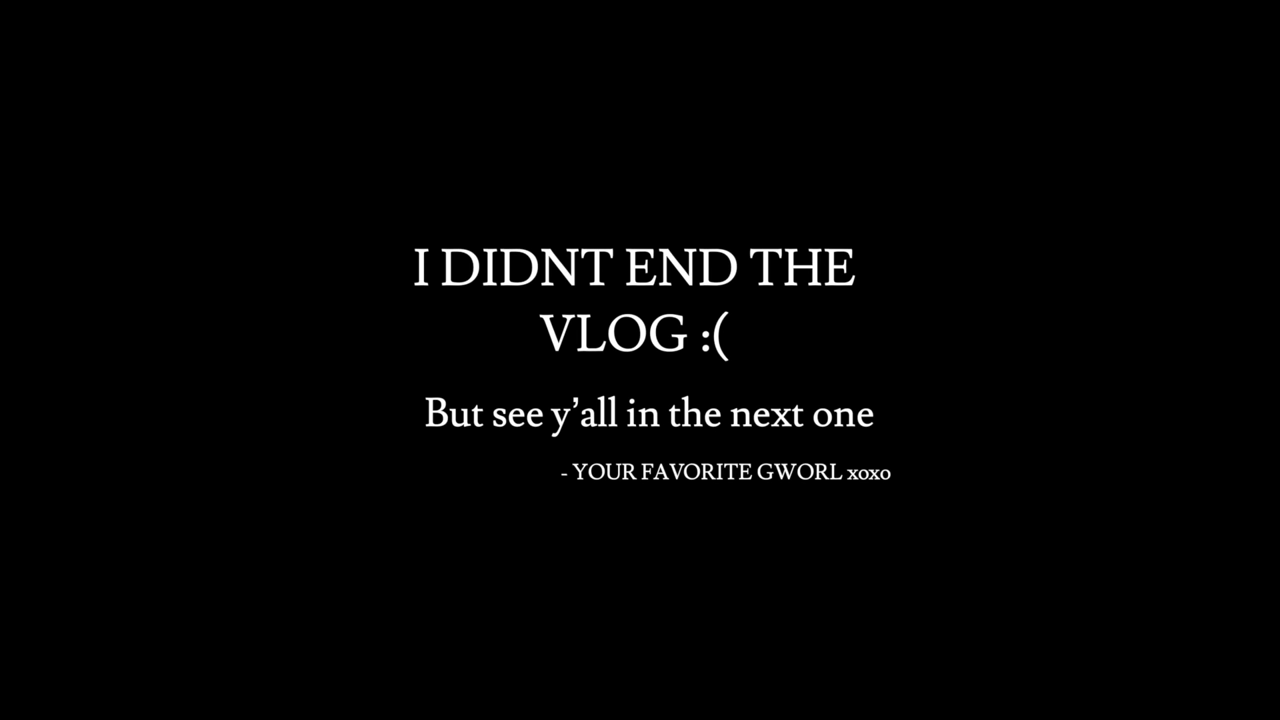 I DIDNT END THE
VLOG :(
But see y’all in the next one
- YOUR FAVORITE GWORL xoxo